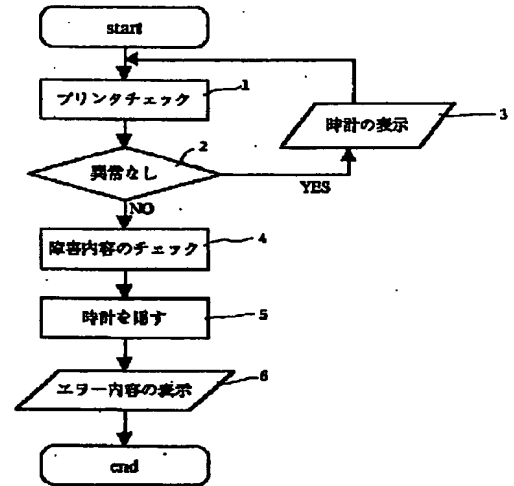 start
プリンタチェック
1
時計の表示
3
異常なし
2
YES
NO
障害内容のチェック
4
時計を隠す
5
エラー内容の表示
6
end